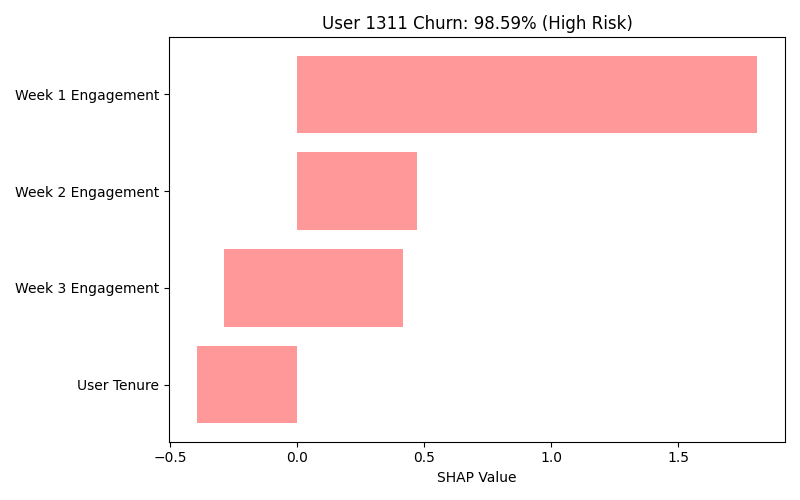 User 1311 Churn: 98.59% (High Risk)
Week 1 Engagement
Week 2 Engagement
Week 3 Engagement
User Tenure
−0.5 0.0 0.5 1.0 1.5
SHAP Value